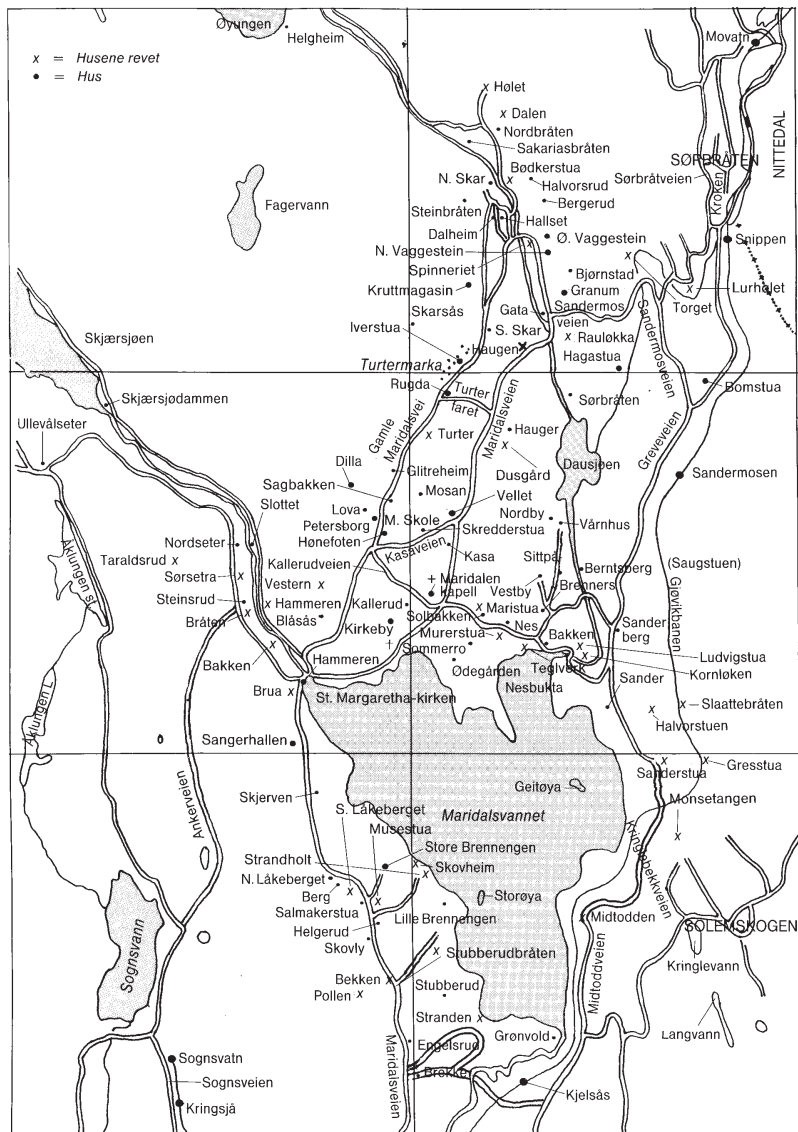 Øyungen
Helgheim
Movatn
x = Husene revet
• = Hus
Hølet
Dalen
Nordbråten
Sakariasbråten
NITTEDAL
SØRBRÅTEN
Bødkerstua
N. Skar
Halvorsrud
Sørbråtveien
Kroken
Fagervann
Bergerud
Steinbråten
Hallset
Dalheim
Ø. Vaggestein
Snippen
N. Vaggestein
Spinneriet
Bjørnstad
Kruttmagasin
Granum
Lurhølet
Torget
Skarsås
Gata
Sandermos
veien
Iverstua
S. Skar
Rauløkka
Skjærsjøen
Haugen
Hagastua
Sandermosveien
Turtermarka
Rugda
Turter
faret
Bomstua
Skjærsjødammen
Sørbråten
Gamle
Maridalsvei
Maridalsveien
Greveveien
Ullevålseter
Turter
Hauger
Dausjøen
Dilla
Glitreheim
Dusgård
Sandermosen
Sagbakken
Mosan
Slottet
Vellet
Lova
Nordby
Petersborg
M. Skole
Vårnhus
Hønefoten
Skredderstua
Nordseter
Kasaveien
Åklungen st.
Taraldsrud
Kallerudveien
Kasa
Sittpå
(Saugstuen)
Berntsberg
Sørsetra
Vestern
Maridalen
kapell
Vestby
Brenners
Gjøvikbanen
Steinsrud
Hammeren
Kallerud
Maristua
Bråten
Blåsås
Solbakken
Nes
Sander
berg
Kirkeby
Murerstua
Bakken
Sommerro
Ludvigstua
Bakken
Hammeren
Ødegården
Teglverk
Kornløken
Nesbukta
Sander
Brua
St. Margaretha-kirken
Slaattebråten
Åklungen L
Halvorstuen
Sangerhallen
Sanderstua
Gresstua
Geitøya
Skjerven
Monsetangen
Ankerveien
S. Låkeberget
Maridalsvannet
Musestua
Kringlebekkveien
Store Brennengen
Strandholt
Skovheim
N. Låkeberget
Berg
Storøya
Salmakerstua
Lille Brennengen
Midtodden
SOLEMSKOGEN
Helgerud
Sognsvann
Skovly
Stubberudbråten
Midtoddveien
Kringlevann
Bekken
Pollen
Stubberud
Stranden
Langvann
Grønvold
Engelsrud
Sognsvatn
Maridalsveien
Brekke
Sognsveien
Kjelsås
Kringsjå